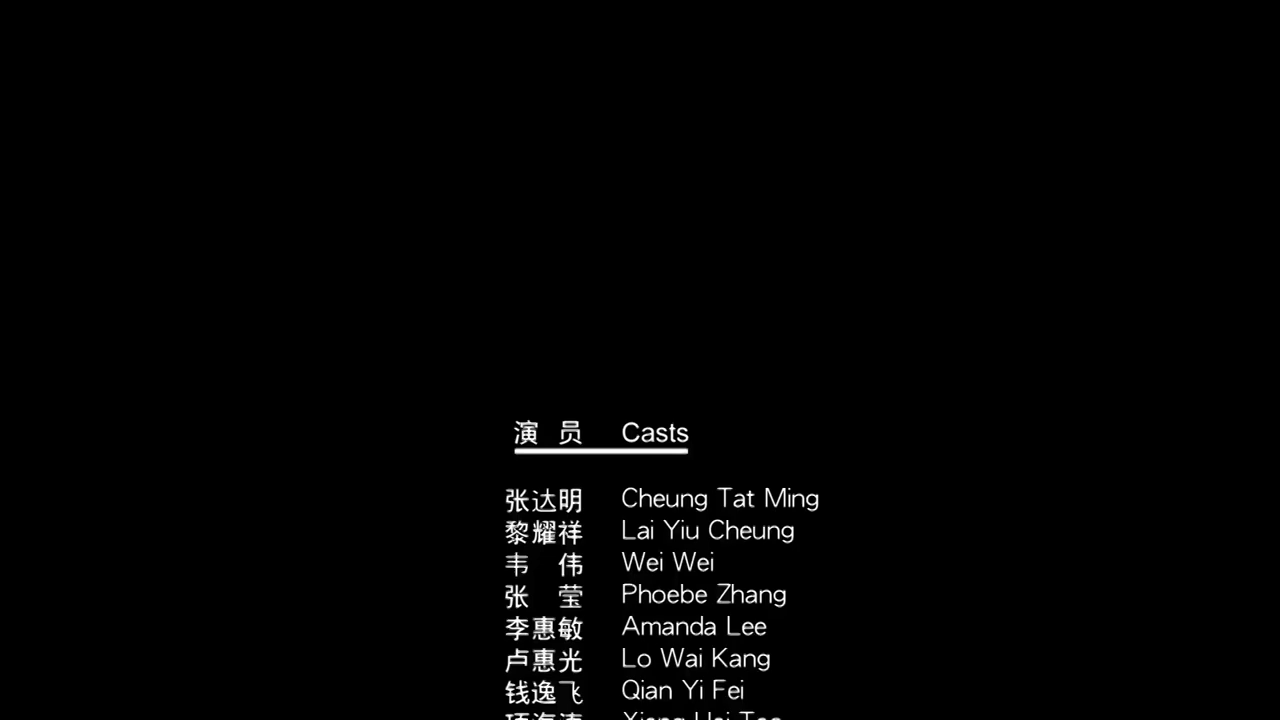 演 员 Casts
张达明 Cheung Tat Ming
黎耀祥 Lai Yiu Cheung
韦 伟 Wei Wei
张 莹 Phoebe Zhang
李惠敏 Amanda Lee
卢惠光 Lo Wai Kang
钱逸飞 Qian Yi Fei